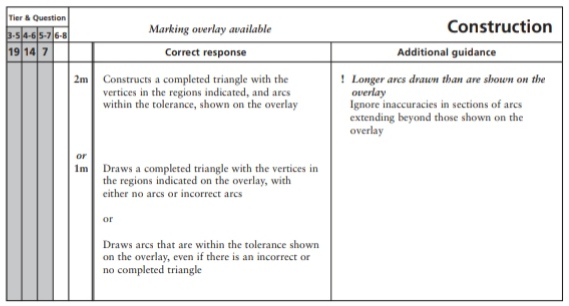 Tier & Question
3-5 4-6 5-7 6-8
19 14 7
Marking overlay available
Construction
Correct response
Additional guidance
2m Constructs a completed triangle with the
vertices in the regions indicated, and arcs
within the tolerance, shown on the overlay
! Longer arcs drawn than are shown on the
overlay
Ignore inaccuracies in sections of arcs
extending beyond those shown on the
overlay
or
1m Draws a completed triangle with the vertices in
the regions indicated on the overlay, with
either no arcs or incorrect arcs
or
Draws arcs that are within the tolerance shown
on the overlay, even if there is an incorrect or
no completed triangle